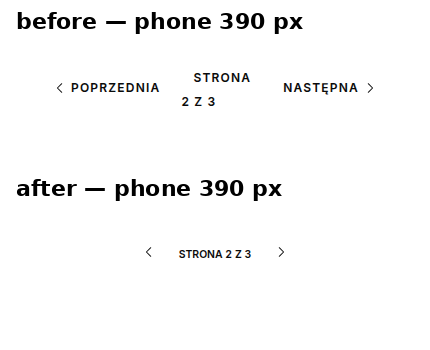 before — phone 390 px
POPRZEDNIA STRONA 2 Z 3 NASTĘPNA
after — phone 390 px
STRONA 2 Z 3